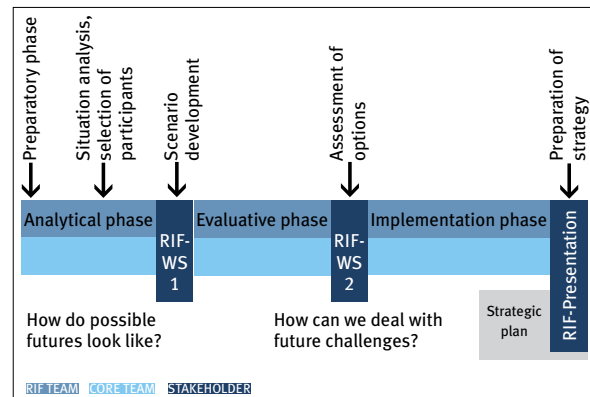 Preparatory phase
Situation analysis,
selection of
participants
Scenario
development
Assessment of
options
Preparation of
strategy
Analytical phase
RIF-
WS
1
Evaluative phase
RIF-
WS
2
Implementation phase
RIF-Presentation
How do possible
futures look like?
How can we deal with
future challenges?
Strategic
plan
RIF TEAM
CORE TEAM
STAKEHOLDER